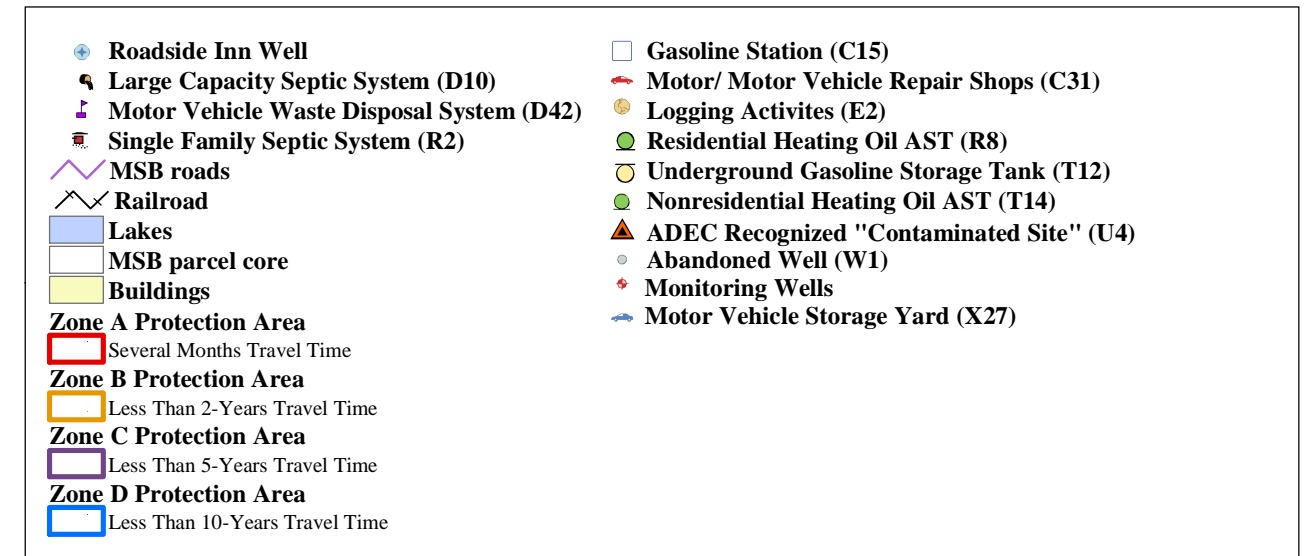 Roadside Inn Well
Large Capacity Septic System (D10)
Motor Vehicle Waste Disposal System (D42)
Single Family Septic System (R2)
MSB roads
Railroad
Lakes
MSB parcel core
Buildings
Zone A Protection Area
Several Months Travel Time
Zone B Protection Area
Less Than 2-Years Travel Time
Zone C Protection Area
Less Than 5-Years Travel Time
Zone D Protection Area
Less Than 10-Years Travel Time
Gasoline Station (C15)
Motor/ Motor Vehicle Repair Shops (C31)
Logging Activites (E2)
Residential Heating Oil AST (R8)
Underground Gasoline Storage Tank (T12)
Nonresidential Heating Oil AST (T14)
ADEC Recognized "Contaminated Site" (U4)
Abandoned Well (W1)
Monitoring Wells
Motor Vehicle Storage Yard (X27)